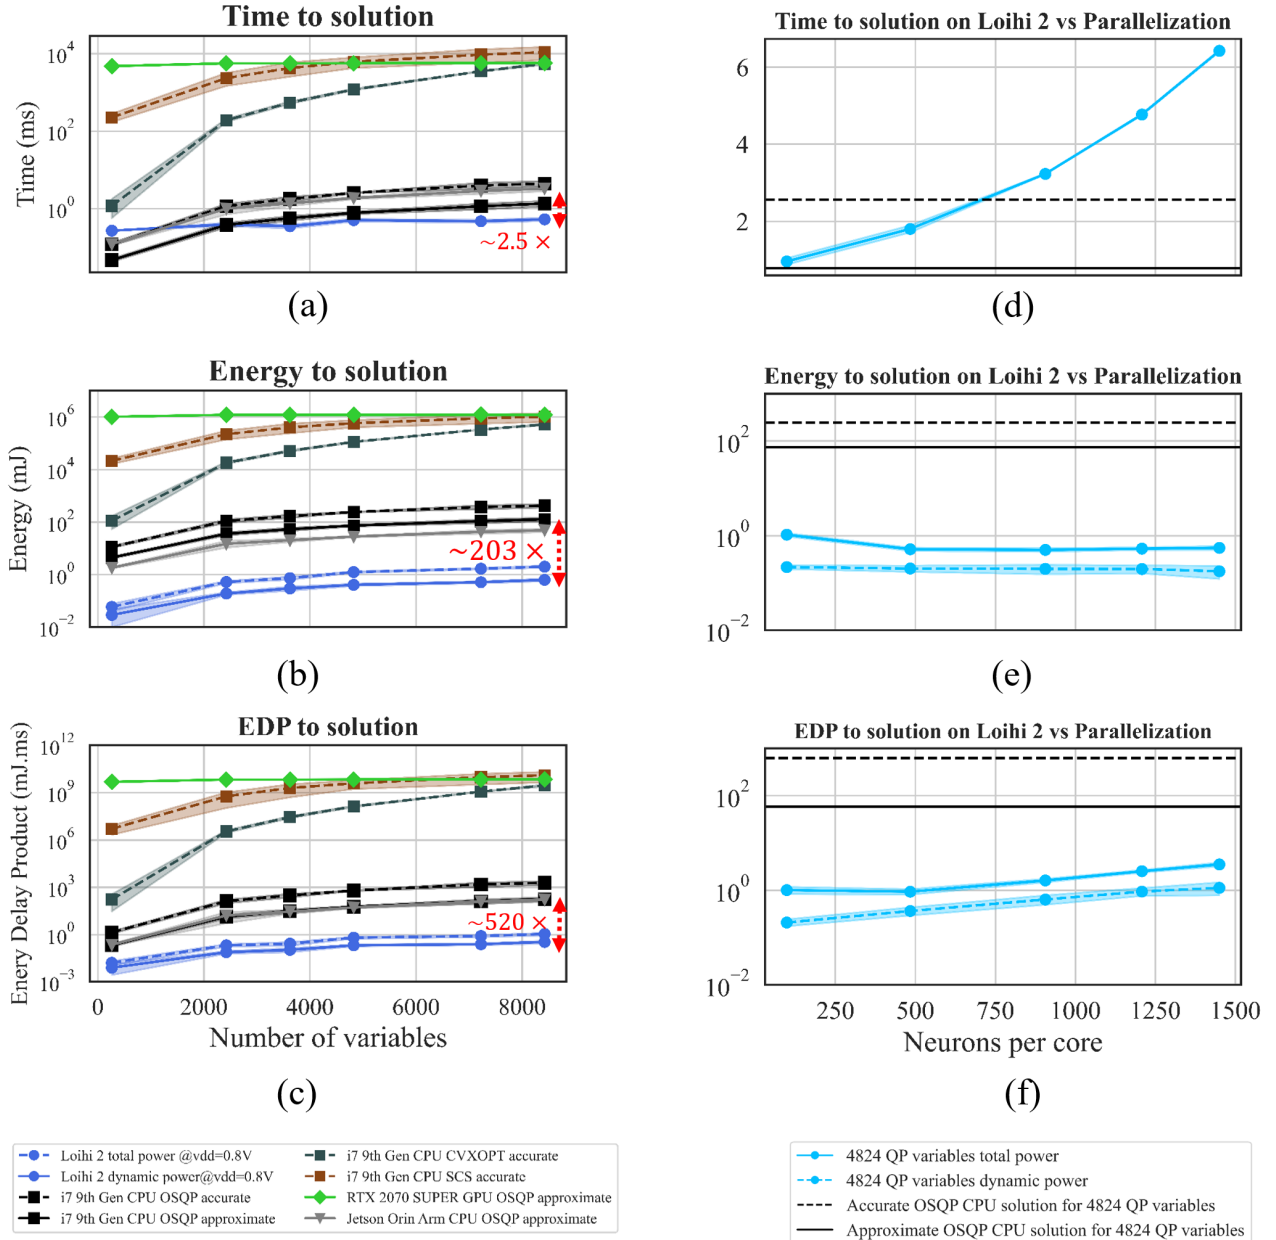 Time to solution
Time (ms)
10^4
10^2
10^0
~2.5 ×
(a)
Energy to solution
Energy (mJ)
10^6
10^4
10^2
10^0
10^−2
~203 ×
(b)
EDP to solution
Enery Delay Product (mJ.ms)
10^12
10^9
10^6
10^3
10^0
10^−3
~520 ×
0 2000 4000 6000 8000
Number of variables
(c)
Loihi 2 total power @vdd=0.8V
Loihi 2 dynamic power@vdd=0.8V
i7 9th Gen CPU OSQP accurate
i7 9th Gen CPU OSQP approximate
i7 9th Gen CPU CVXOPT accurate
i7 9th Gen CPU SCS accurate
RTX 2070 SUPER GPU OSQP approximate
Jetson Orin Arm CPU OSQP approximate
Time to solution on Loihi 2 vs Parallelization
6
4
2
(d)
Energy to solution on Loihi 2 vs Parallelization
10^2
10^0
10^−2
(e)
EDP to solution on Loihi 2 vs Parallelization
10^2
10^0
10^−2
250 500 750 1000 1250 1500
Neurons per core
(f)
4824 QP variables total power
4824 QP variables dynamic power
Accurate OSQP CPU solution for 4824 QP variables
Approximate OSQP CPU solution for 4824 QP variables